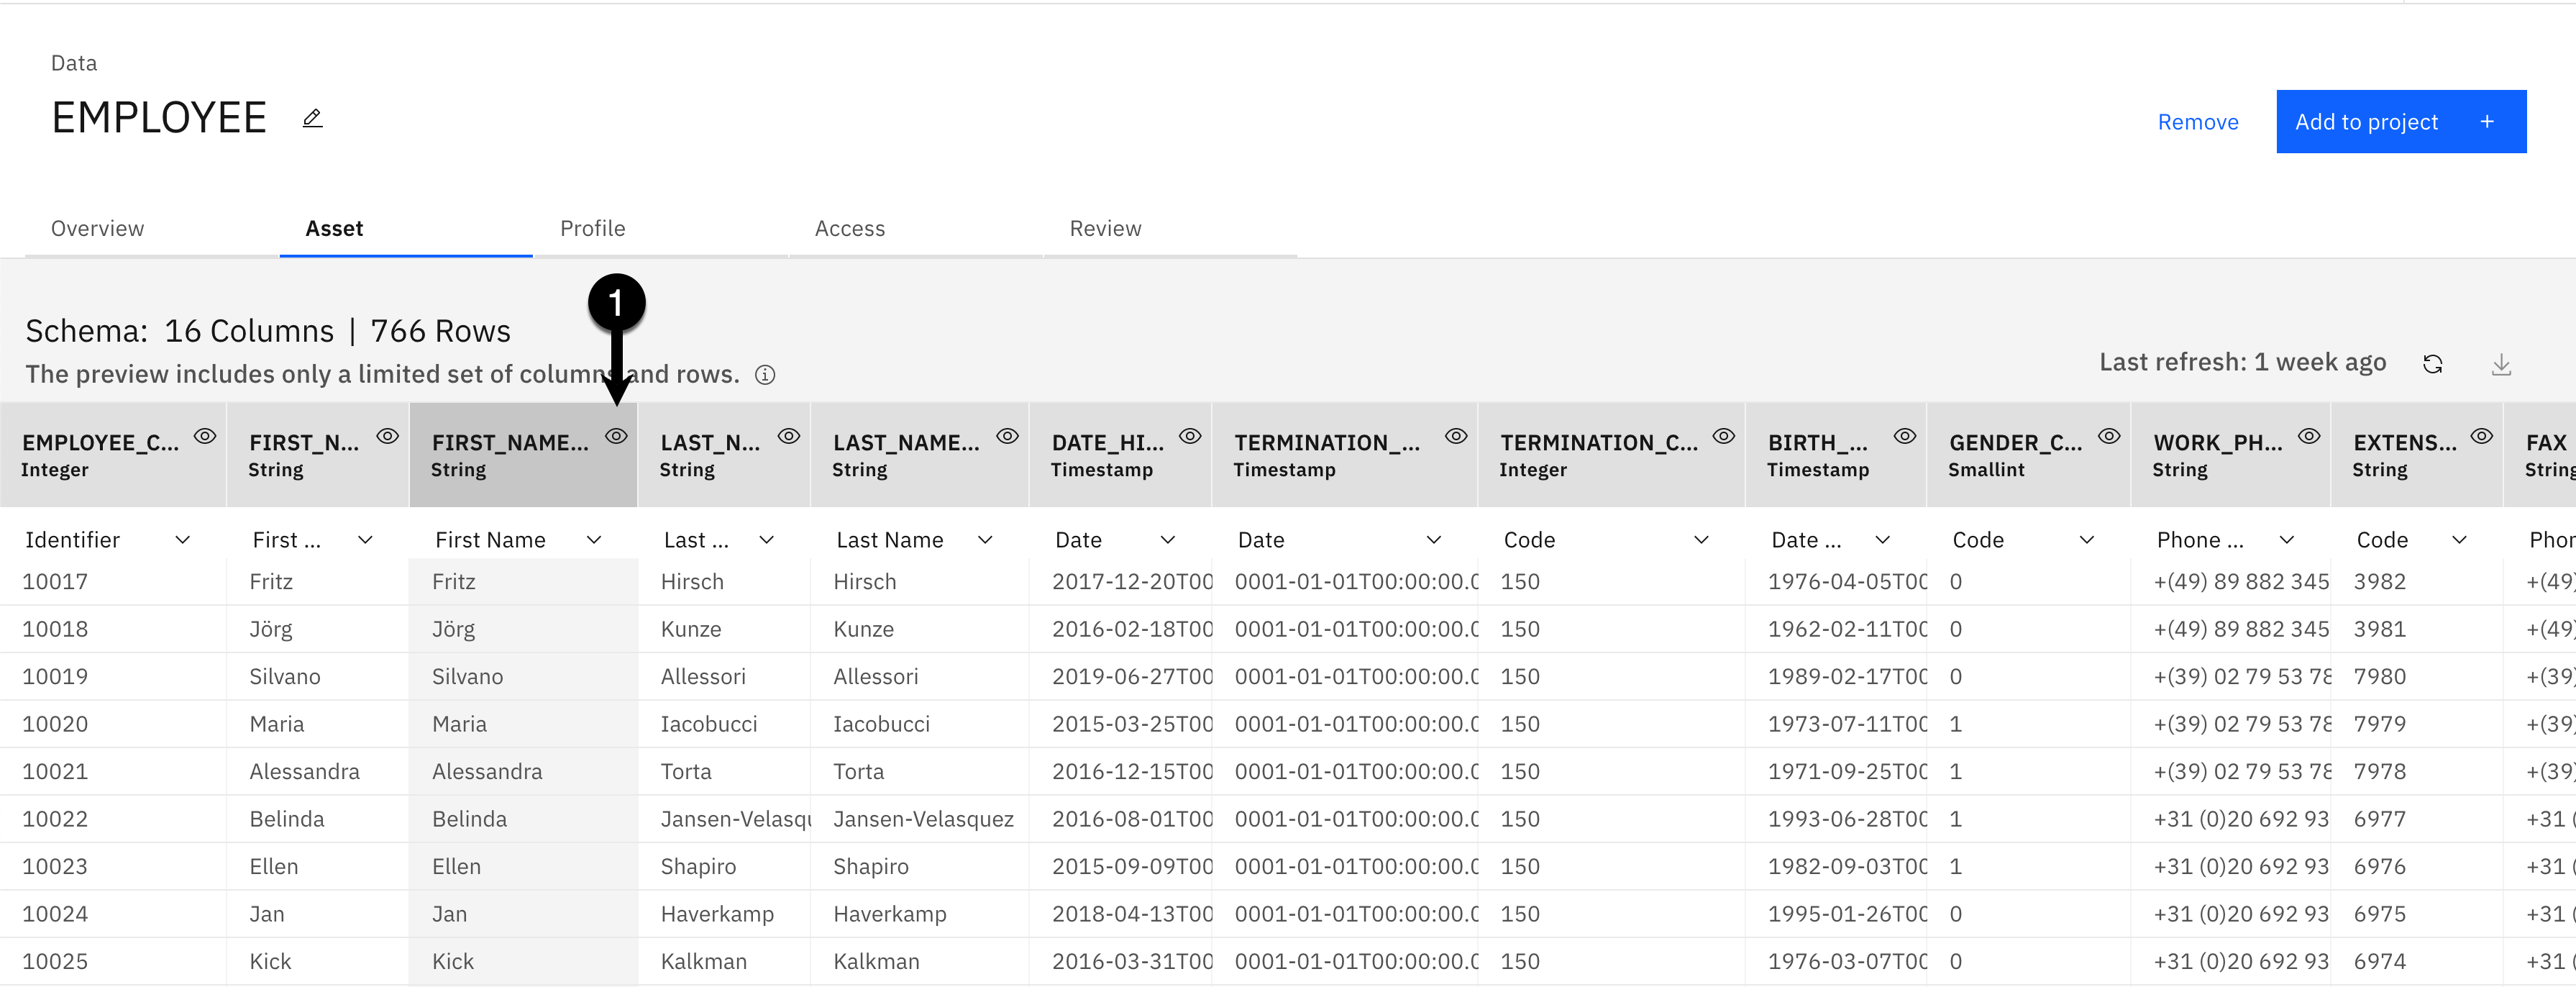 Data
EMPLOYEE
Remove
Add to project +
Overview Asset Profile Access Review
1
Schema: 16 Columns | 766 Rows
The preview includes only a limited set of columns and rows.
Last refresh: 1 week ago
EMPLOYEE_C... FIRST_N... FIRST_NAME... LAST_N... LAST_NAME... DATE_HI... TERMINATION_... TERMINATION_C... BIRTH_... GENDER_C... WORK_PH... EXTENS... FAX
Integer String String String String Timestamp Timestamp Integer Timestamp Smallint String String String
Identifier First ... First Name Last ... Last Name Date Date Code Date ... Code Phone ... Code Phon
10017 Fritz Fritz Hirsch Hirsch 2017-12-20T00 0001-01-01T00:00:00.0 150 1976-04-05T00 0 +(49) 89 882 345 3982 +(49)
10018 Jörg Jörg Kunze Kunze 2016-02-18T00 0001-01-01T00:00:00.0 150 1962-02-11T00 0 +(49) 89 882 345 3981 +(49)
10019 Silvano Silvano Allessori Allessori 2019-06-27T00 0001-01-01T00:00:00.0 150 1989-02-17T00 0 +(39) 02 79 53 78 7980 +(39)
10020 Maria Maria Iacobucci Iacobucci 2015-03-25T00 0001-01-01T00:00:00.0 150 1973-07-11T00 1 +(39) 02 79 53 78 7979 +(39)
10021 Alessandra Alessandra Torta Torta 2016-12-15T00 0001-01-01T00:00:00.0 150 1971-09-25T00 1 +(39) 02 79 53 78 7978 +(39)
10022 Belinda Belinda Jansen-Velasqu Jansen-Velasquez 2016-08-01T00 0001-01-01T00:00:00.0 150 1993-06-28T00 1 +31 (0)20 692 93 6977 +31 (
10023 Ellen Ellen Shapiro Shapiro 2015-09-09T00 0001-01-01T00:00:00.0 150 1982-09-03T00 1 +31 (0)20 692 93 6976 +31 (
10024 Jan Jan Haverkamp Haverkamp 2018-04-13T00 0001-01-01T00:00:00.0 150 1995-01-26T00 0 +31 (0)20 692 93 6975 +31 (
10025 Kick Kick Kalkman Kalkman 2016-03-31T00 0001-01-01T00:00:00.0 150 1976-03-07T00 0 +31 (0)20 692 93 6974 +31 (